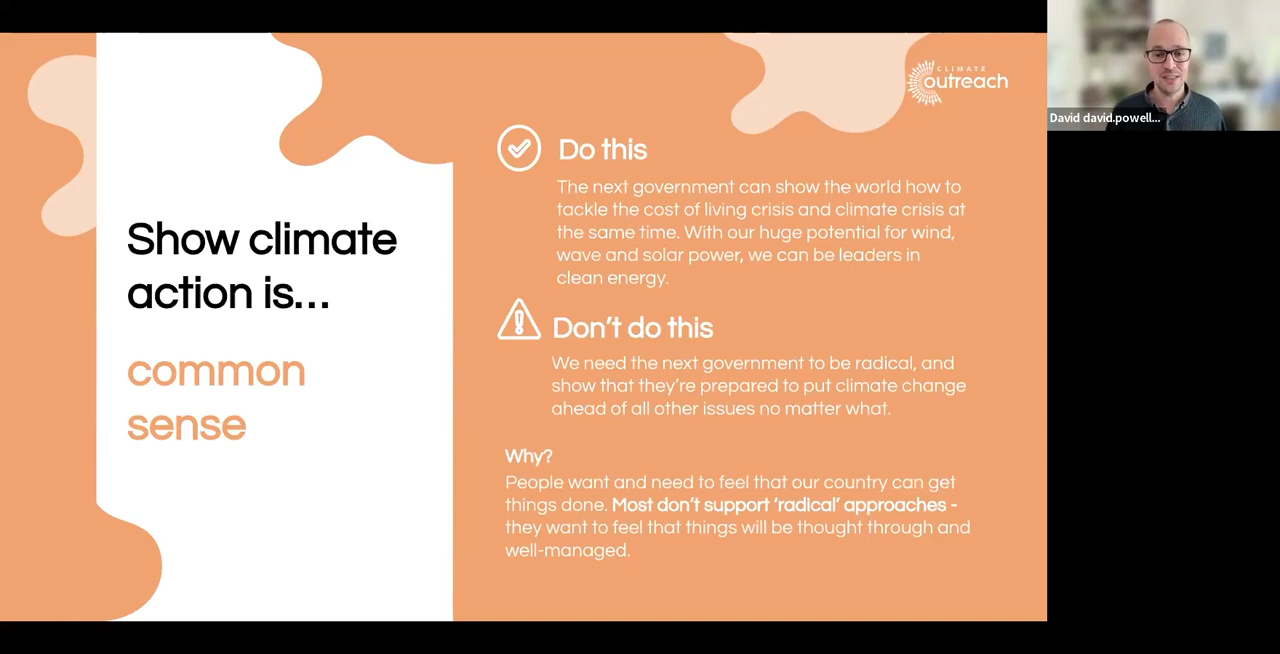 Show climate
action is...
common
sense
CLIMATE
outreach
Do this
The next government can show the world how to
tackle the cost of living crisis and climate crisis at
the same time. With our huge potential for wind,
wave and solar power, we can be leaders in
clean energy.
Don't do this
We need the next government to be radical, and
show that they're prepared to put climate change
ahead of all other issues no matter what.
Why?
People want and need to feel that our country can get
things done. Most don't support 'radical' approaches -
they want to feel that things will be thought through and
well-managed.
David david.powell...